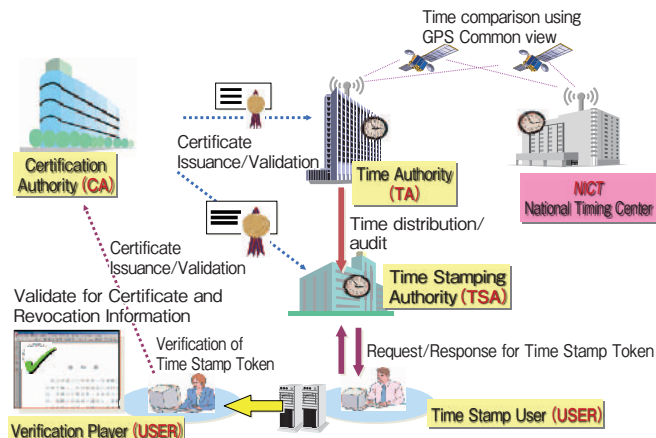 Time comparison using
GPS Common view
Certificate
Issuance/Validation
Certification
Authority (CA)
Time Authority
(TA)
NICT
National Timing Center
Time distribution/
audit
Certificate
Issuance/Validation
Time Stamping
Authority (TSA)
Validate for Certificate and
Revocation Information
Verification of
Time Stamp Token
Request/Response for Time Stamp Token
Verification Player (USER)
Time Stamp User (USER)